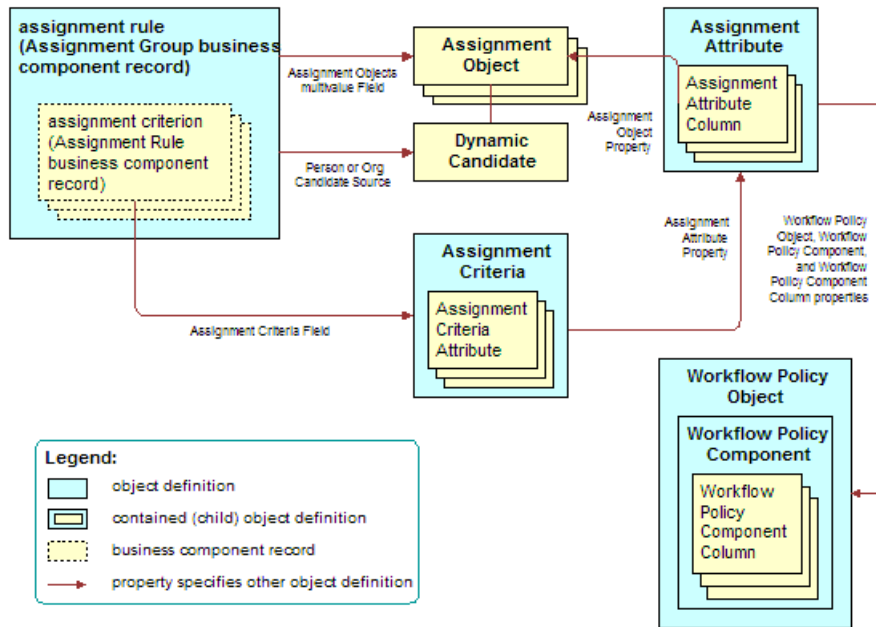 assignment rule
(Assignment Group business
component record)
assignment criterion
(Assignment Rule
business component
record)
Assignment Objects
multivalue Field
Person or Org
Candidate Source
Assignment Criteria Field
Assignment
Object
Dynamic
Candidate
Assignment
Object
Property
Assignment
Attribute
Assignment
Attribute
Column
Assignment
Criteria
Assignment
Criteria
Attribute
Assignment
Attribute
Property
Workflow Policy
Object, Workflow
Policy Component,
and Workflow
Policy Component
Column properties
Workflow Policy
Object
Workflow Policy
Component
Workflow
Policy
Component
Column
Legend:
object definition
contained (child) object definition
business component record
property specifies other object definition